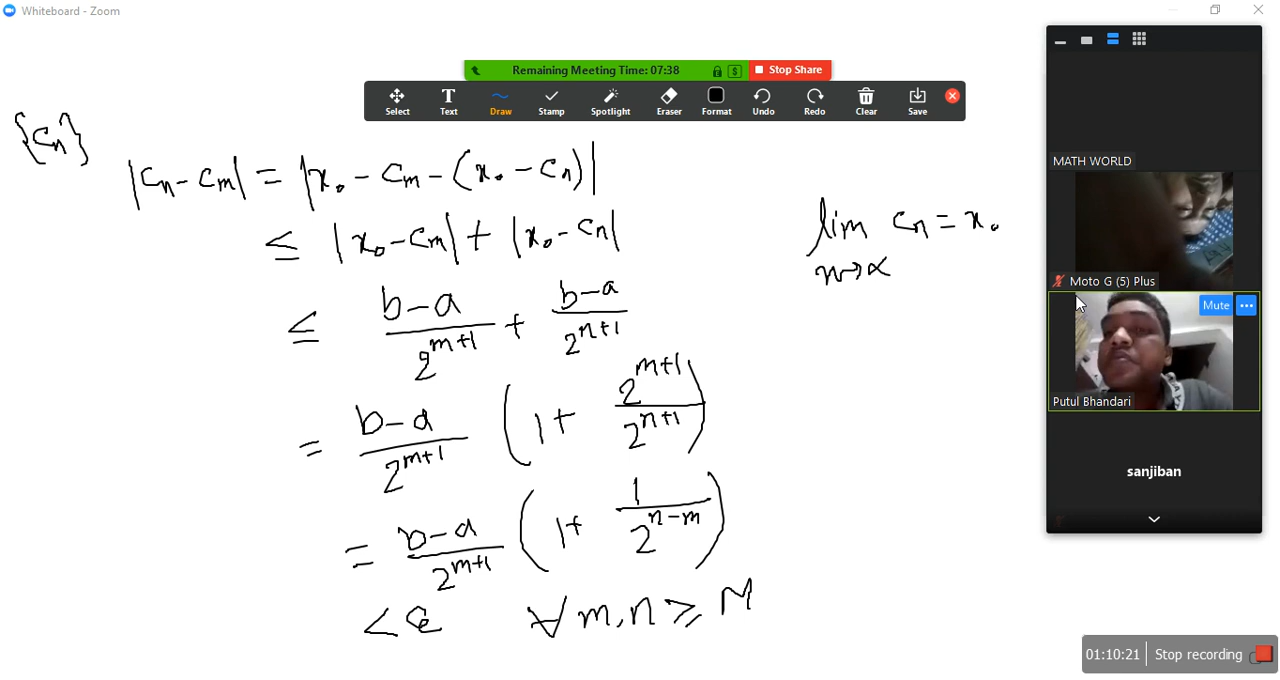 Whiteboard - Zoom
Remaining Meeting Time: 07:38 $ Stop Share
Select Text Draw Stamp Spotlight Eraser Format Undo Redo Clear Save
{Cn}
|Cn - Cm| = |x₀ - Cm - (x₀ - Cn)|
≤ |x₀ - Cm| + |x₀ - Cn|
≤ b-a/2^{m+1} + b-a/2^{n+1}
= b-a/2^{m+1} (1+ 2^{m+1}/2^{n+1})
= b-a/2^{m+1} (1+ 1/2^{n-m})
< ε ∀ m,n ≥ M
lim Cn = x₀
n→∝
MATH WORLD
Moto G (5) Plus
Mute ...
Putul Bhandari
sanjiban
01:10:21 Stop recording